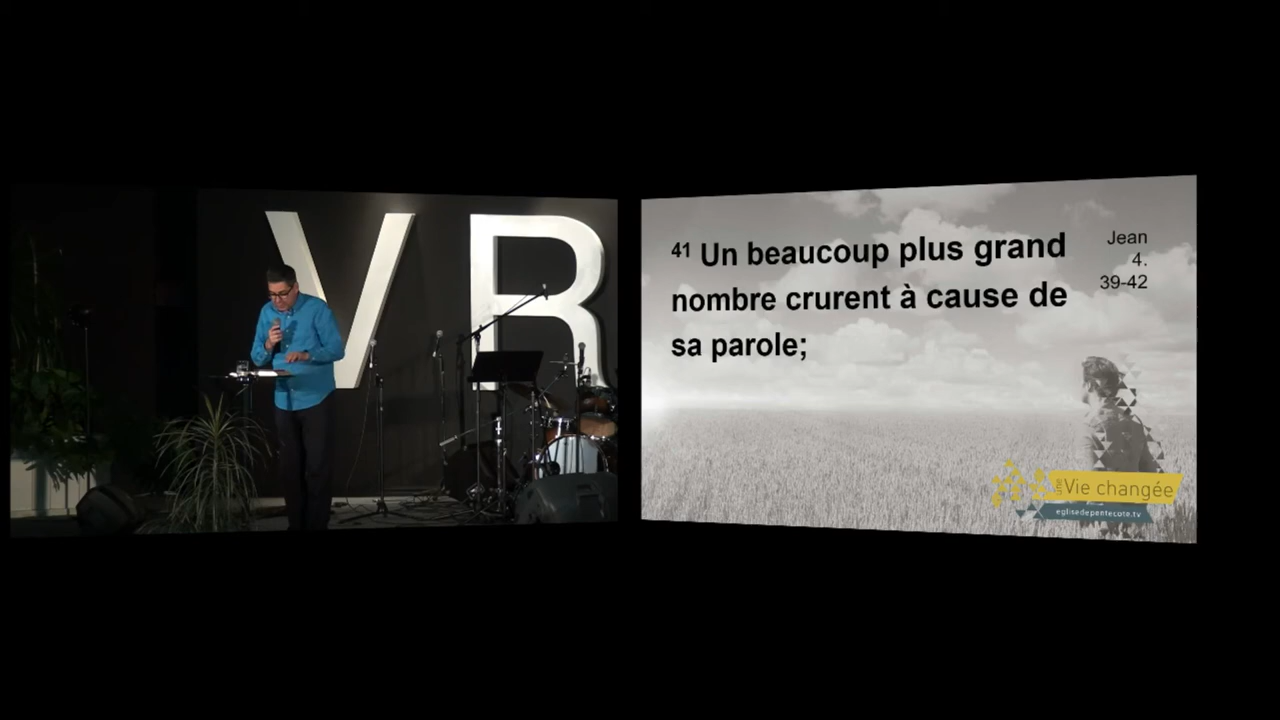 VR
41 Un beaucoup plus grand
nombre crurent à cause de
sa parole;
Jean
4.
39-42
une Vie changée
eglisedepentecote.tv